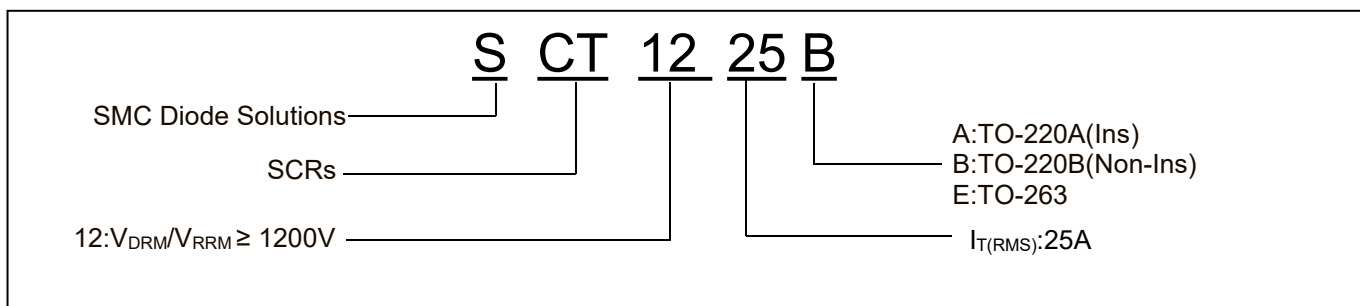 S CT 12 25 B
SMC Diode Solutions
SCRs
12:VDRM/VRRM ≥ 1200V
A:TO-220A(Ins)
B:TO-220B(Non-Ins)
E:TO-263
IT(RMS):25A